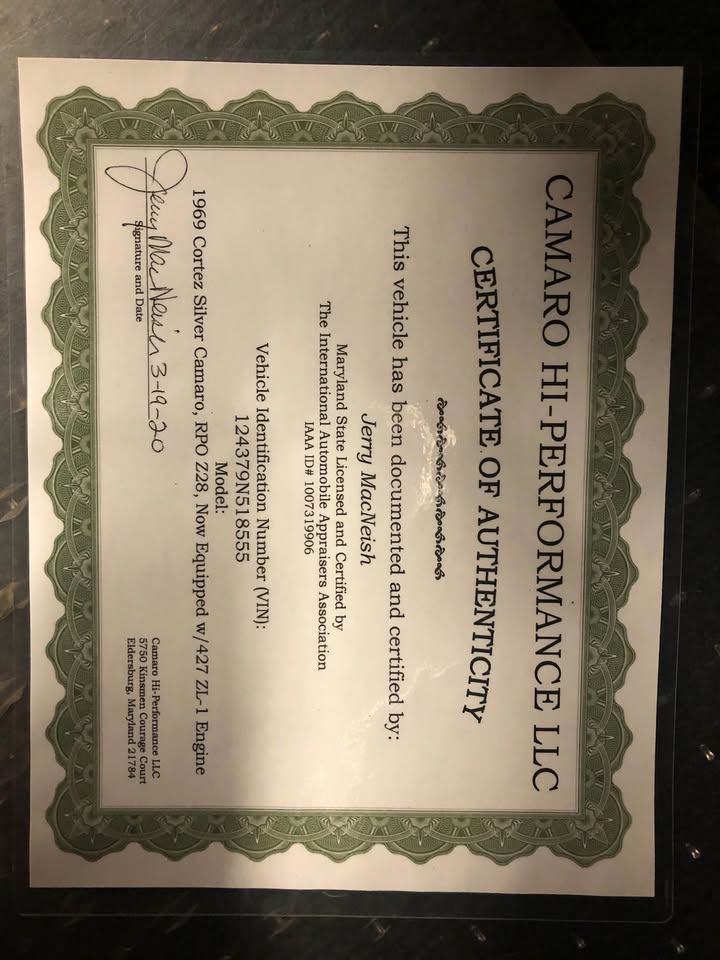 CAMARO HI-PERFORMANCE LLC
CERTIFICATE OF AUTHENTICITY
This vehicle has been documented and certified by:
Jerry MacNeish
Maryland State Licensed and Certified by
The International Automobile Appraisers Association
IAAA ID# 1007319906
Vehicle Identification Number (VIN):
124379N518555
Model:
1969 Cortez Silver Camaro, RPO Z28, Now Equipped w/427 ZL-1 Engine
Jerry MacNeish 3-19-20
Signature and Date
Camaro Hi-Performance LLC
5750 Kinsmen Courage Court
Eldersburg, Maryland 21784